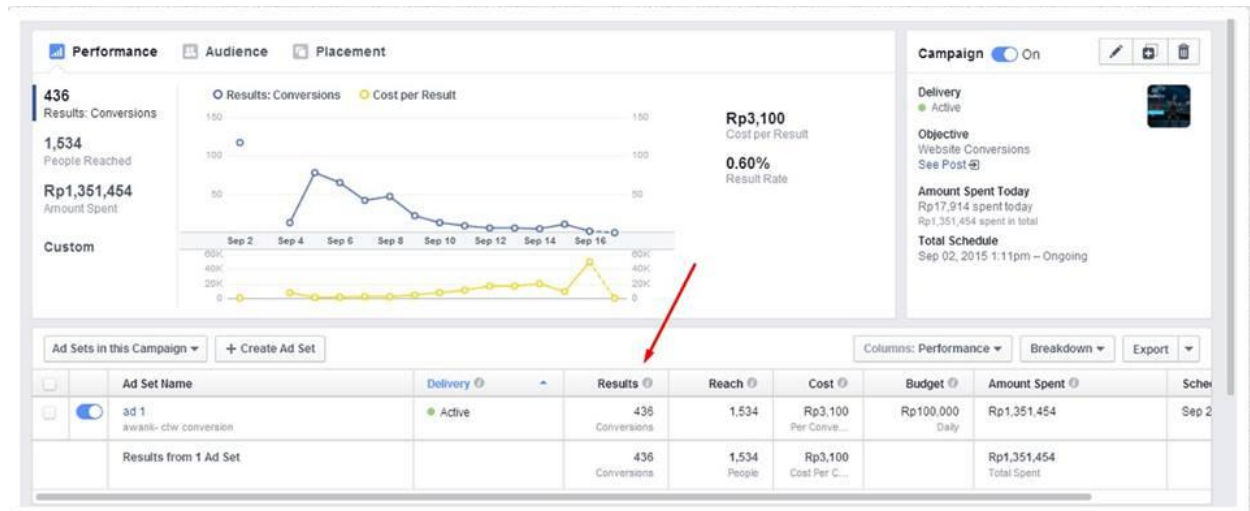 Performance Audience Placement
436
Results: Conversions
1,534
People Reached
Rp1,351,454
Amount Spent
Custom
Results: Conversions Cost per Result
150 150
100 100
50 50
Sep 2 Sep 4 Sep 6 Sep 8 Sep 10 Sep 12 Sep 14 Sep 16
60K 60K
40K 40K
20K 20K
0 0
Rp3,100
Cost per Result
0.60%
Result Rate
Campaign On
Delivery
Active
Objective
Website Conversions
See Post
Amount Spent Today
Rp17,914 spent today
Rp1,351,454 spent in total
Total Schedule
Sep 02, 2015 1:11pm – Ongoing
Ad Sets in this Campaign + Create Ad Set Columns: Performance Breakdown Export
Ad Set Name Delivery Results Reach Cost Budget Amount Spent Sche
ad 1 Active 436 1,534 Rp3,100 Rp100,000 Rp1,351,454 Sep 2
awank- ctw conversion Conversions Per Conve... Daily
Results from 1 Ad Set 436 1,534 Rp3,100 Rp1,351,454
Conversions People Cost Per C... Total Spent